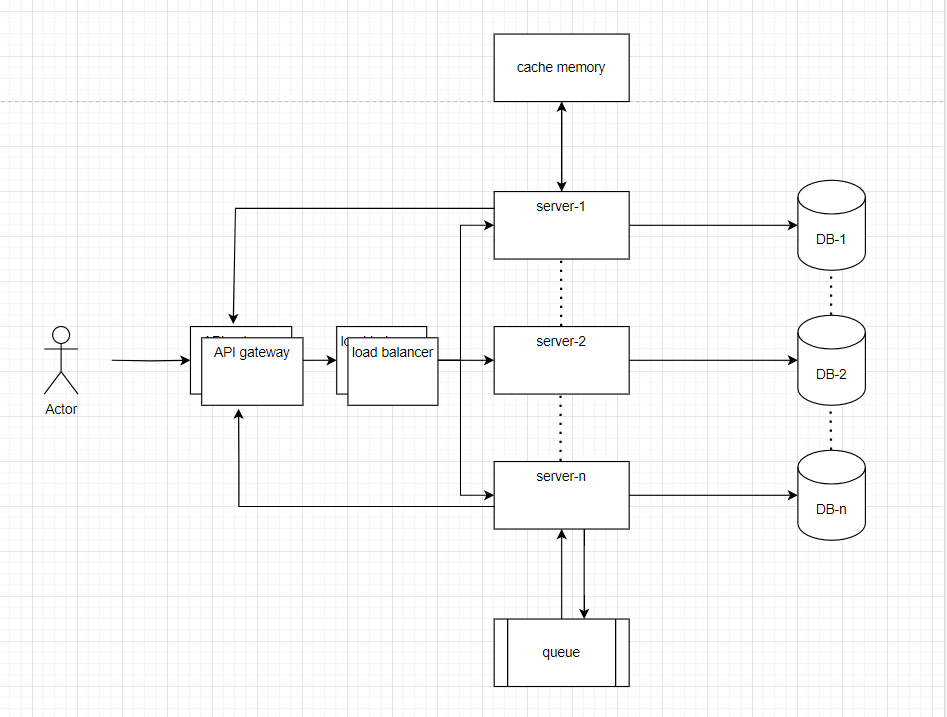 cache memory
server-1
DB-1
API gateway
load balancer
server-2
DB-2
Actor
server-n
DB-n
queue